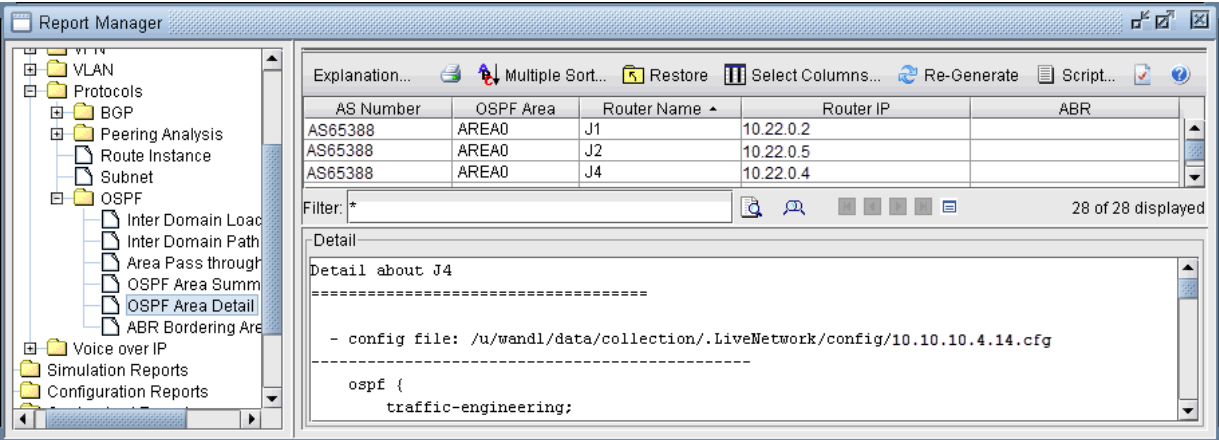 Report Manager
VLAN
Protocols
BGP
Peering Analysis
Route Instance
Subnet
OSPF
Inter Domain Load
Inter Domain Path
Area Pass through
OSPF Area Summ
OSPF Area Detail
ABR Bordering Are
Voice over IP
Simulation Reports
Configuration Reports
Explanation... Multiple Sort... Restore Select Columns... Re-Generate Script...
AS Number OSPF Area Router Name Router IP ABR
AS65388 AREA0 J1 10.22.0.2
AS65388 AREA0 J2 10.22.0.5
AS65388 AREA0 J4 10.22.0.4
Filter: * 28 of 28 displayed
Detail
Detail about J4
====================================
- config file: /u/wandl/data/collection/.LiveNetwork/config/10.10.10.4.14.cfg
-----------------------------------------------
ospf {
traffic-engineering;